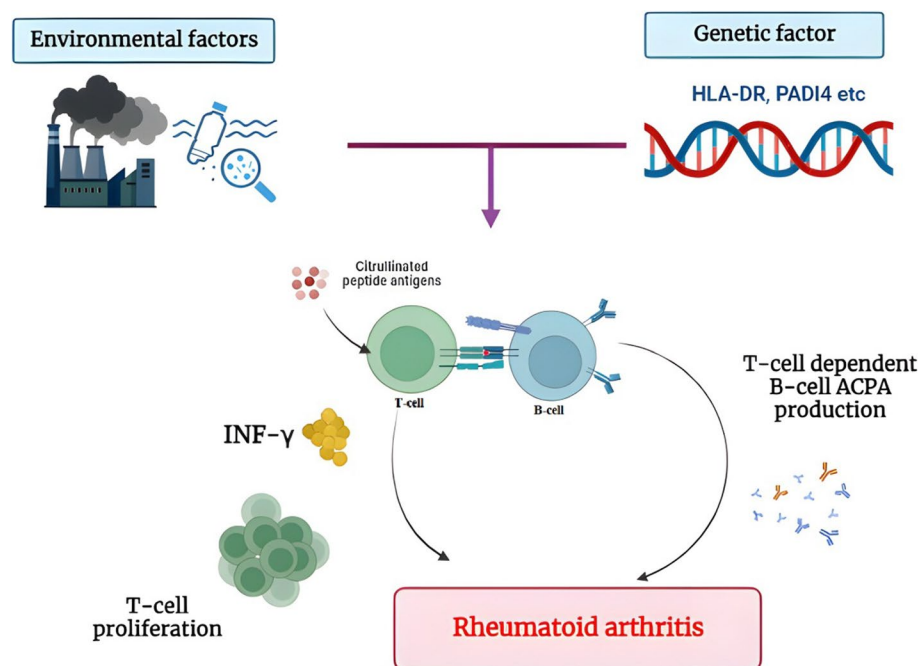 Environmental factors
Genetic factor
HLA-DR, PADI4 etc
Citrullinated
peptide antigens
T-cell
B-cell
T-cell dependent
B-cell ACPA
production
INF-γ
T-cell
proliferation
Rheumatoid arthritis